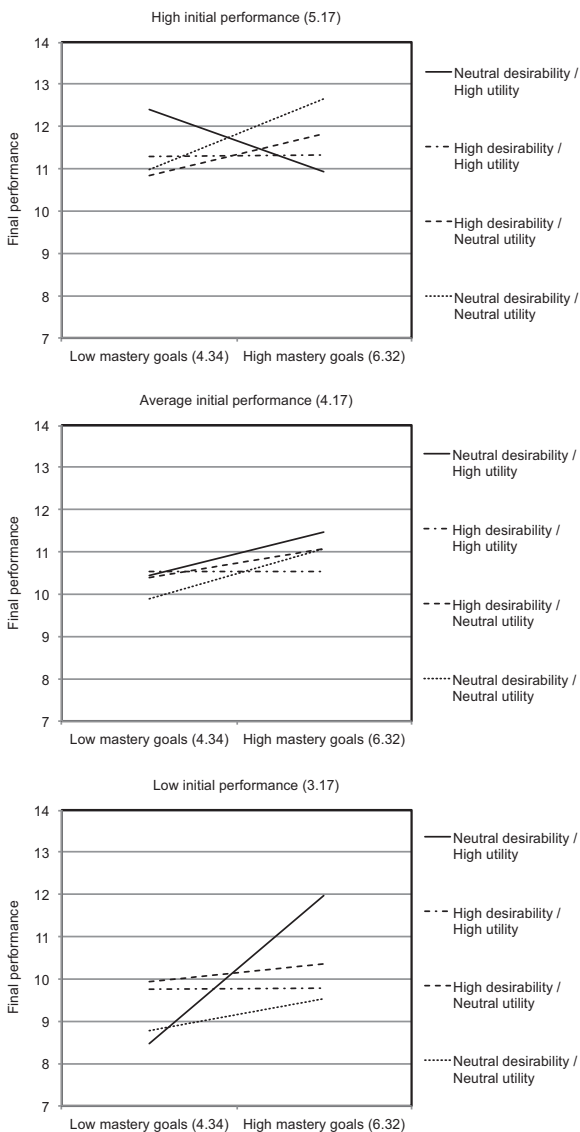 High initial performance (5.17)
14
13
12
11
10
9
8
7
Final performance
Low mastery goals (4.34) High mastery goals (6.32)
Neutral desirability /
High utility
High desirability /
High utility
High desirability /
Neutral utility
Neutral desirability /
Neutral utility
Average initial performance (4.17)
14
13
12
11
10
9
8
7
Final performance
Low mastery goals (4.34) High mastery goals (6.32)
Neutral desirability /
High utility
High desirability /
High utility
High desirability /
Neutral utility
Neutral desirability /
Neutral utility
Low initial performance (3.17)
14
13
12
11
10
9
8
7
Final performance
Low mastery goals (4.34) High mastery goals (6.32)
Neutral desirability /
High utility
High desirability /
High utility
High desirability /
Neutral utility
Neutral desirability /
Neutral utility